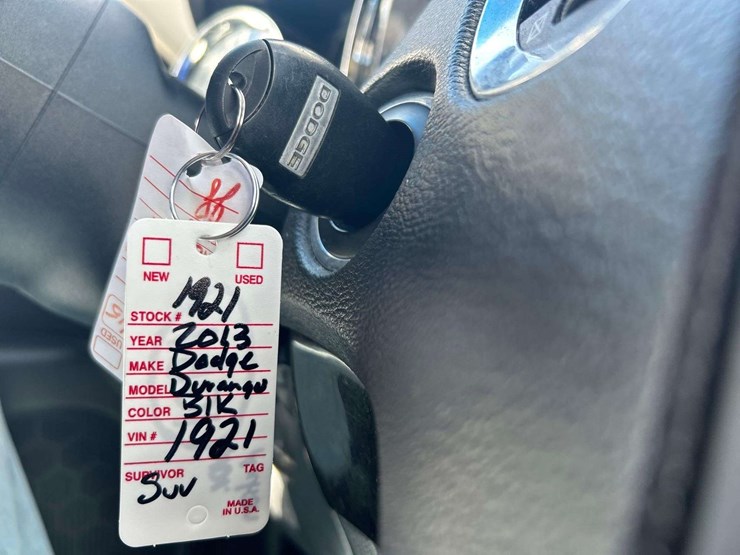 DODGE
NEW USED
STOCK # 1921
YEAR 2013
MAKE Dodge
MODEL Durango
COLOR Blk
VIN # 1921
SURVIVOR TAG
SUV
MADE
IN U.S.A.
USED